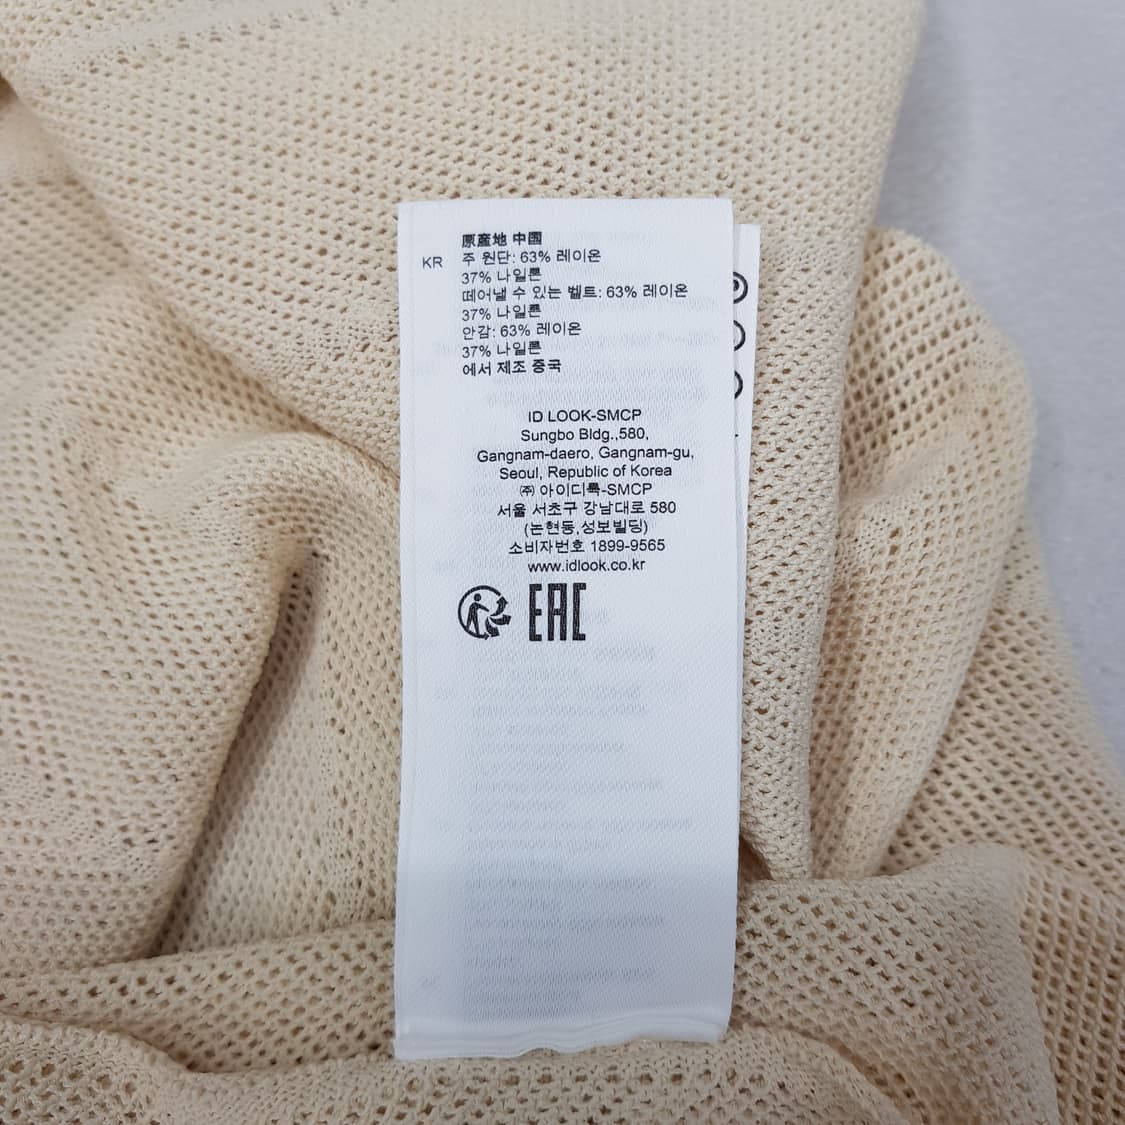 原産地 中国
KR
주 원단: 63% 레이온
37% 나일론
떼어낼 수 있는 벨트: 63% 레이온
37% 나일론
안감: 63% 레이온
37% 나일론
에서 제조 중국
ID LOOK-SMCP
Sungbo Bldg.,580,
Gangnam-daero, Gangnam-gu,
Seoul, Republic of Korea
㈜ 아이디룩-SMCP
서울 서초구 강남대로 580
(논현동,성보빌딩)
소비자번호 1899-9565
www.idlook.co.kr
EAC